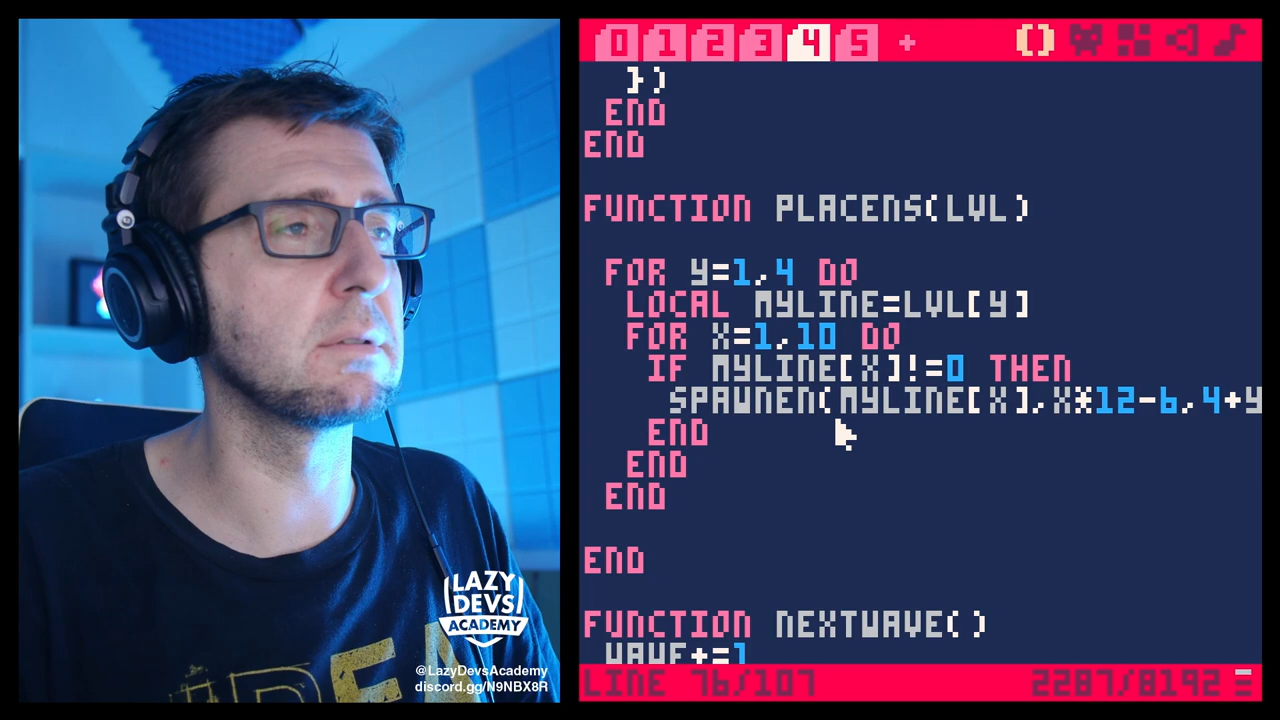 LAZY
DEVS
ACADEMY
@LazyDevsAcademy
discord.gg/N9NBX8R
0 1 2 3 4 5 +
})
END
END
FUNCTION PLACENS(LVL)
FOR Y=1,4 DO
LOCAL MYLINE=LVL[Y]
FOR X=1,10 DO
IF MYLINE[X]!=0 THEN
SPAWNEN(MYLINE[X],X*12-6,4+Y
END
END
END
END
FUNCTION NEXTWAVE()
WAVE+=1
LINE 76/107
2287/8192